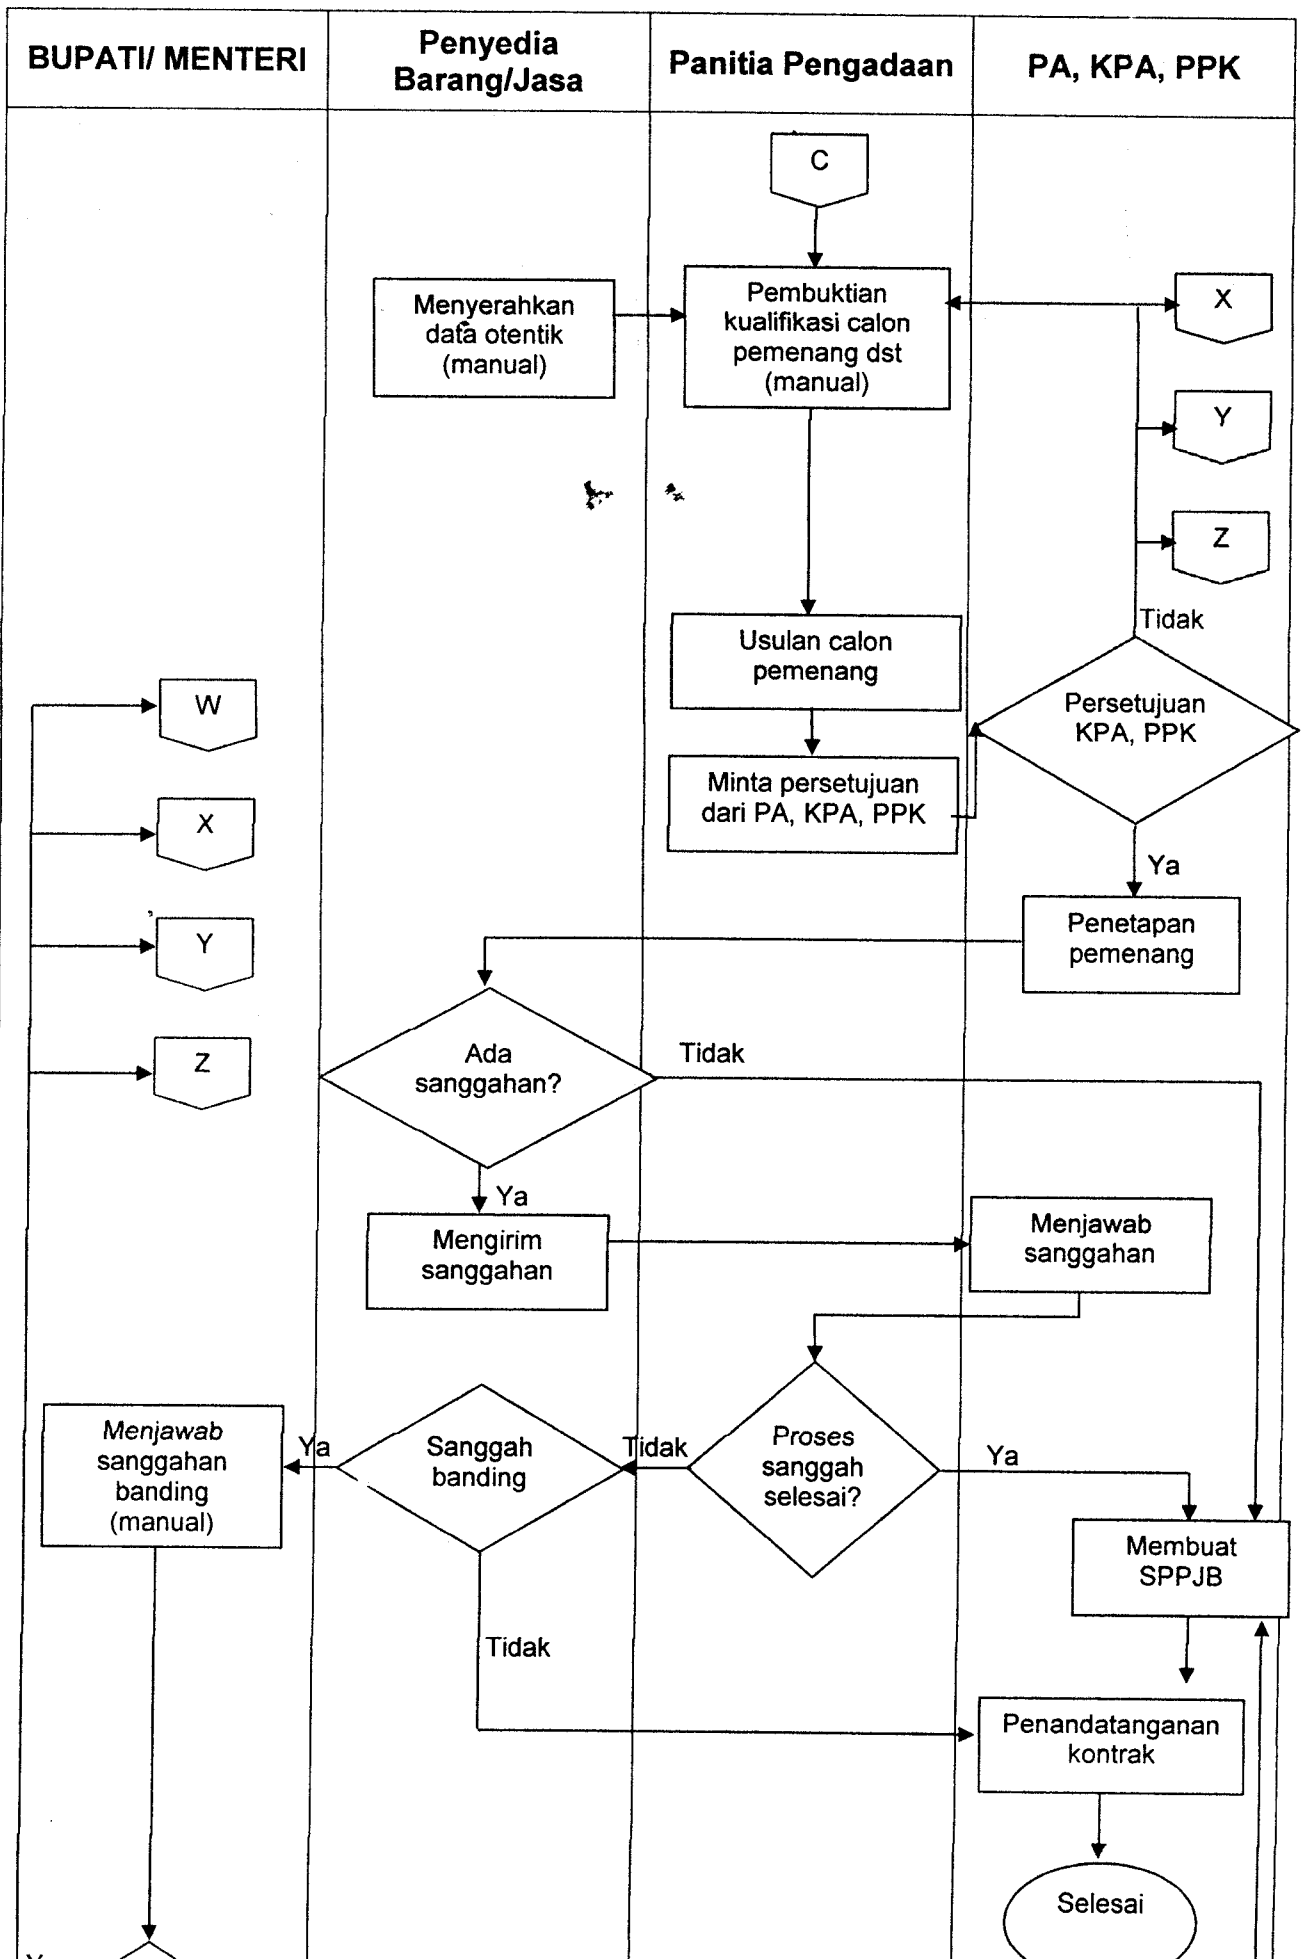 BUPATI/ MENTERI
Penyedia
Barang/Jasa
Panitia Pengadaan
PA, KPA, PPK
C
Menyerahkan
data otentik
(manual)
Pembuktian
kualifikasi calon
pemenang dst
(manual)
X
Y
Z
Tidak
Usulan calon
pemenang
Persetujuan
KPA, PPK
W
Minta persetujuan
dari PA, KPA, PPK
X
Ya
Penetapan
pemenang
Y
Z
Ada
sanggahan?
Tidak
Ya
Mengirim
sanggahan
Menjawab
sanggahan
Menjawab
sanggahan
banding
(manual)
Ya
Sanggah
banding
Tidak
Proses
sanggah
selesai?
Ya
Membuat
SPPJB
Tidak
Penandatanganan
kontrak
Selesai